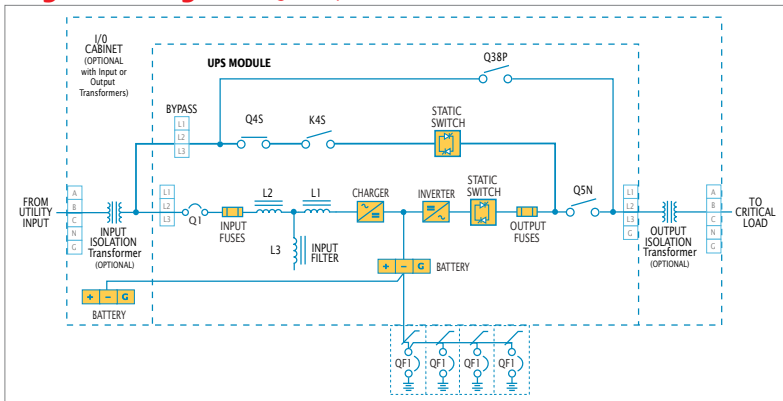 I/O
CABINET
(OPTIONAL
with Input or
Output
Transformers)
UPS MODULE
Q38P
BYPASS
L1
L2
L3
Q4S
K4S
STATIC
SWITCH
FROM
UTILITY
INPUT
A
B
C
N
G
INPUT
ISOLATION
Transformer
(OPTIONAL)
L1
L2
L3
Q1
INPUT
FUSES
L2
L1
L3
INPUT
FILTER
CHARGER
INVERTER
STATIC
SWITCH
OUTPUT
FUSES
Q5N
L1
L2
L3
G
OUTPUT
ISOLATION
Transformer
(OPTIONAL)
A
B
C
N
G
TO
CRITICAL
LOAD
+ − G
BATTERY
+ − G
BATTERY
QF1 QF1 QF1 QF1